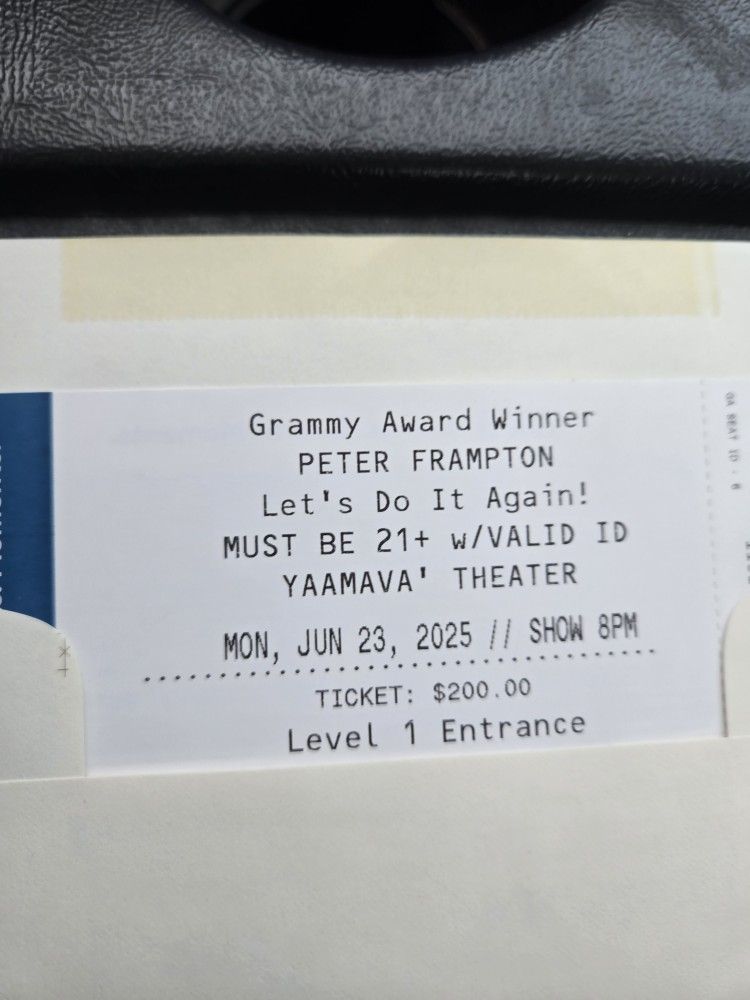 Grammy Award Winner
PETER FRAMPTON
Let's Do It Again!
MUST BE 21+ w/VALID ID
YAAMAVA' THEATER
MON, JUN 23, 2025 // SHOW 8PM
TICKET: $200.00
Level 1 Entrance